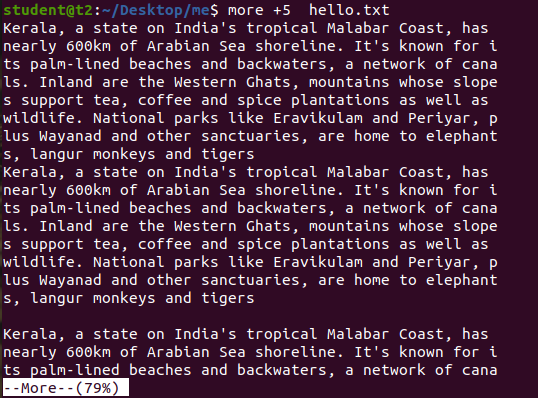 student@t2:~/Desktop/me$ more +5  hello.txt
Kerala, a state on India's tropical Malabar Coast, has
nearly 600km of Arabian Sea shoreline. It's known for i
ts palm-lined beaches and backwaters, a network of cana
ls. Inland are the Western Ghats, mountains whose slope
s support tea, coffee and spice plantations as well as
wildlife. National parks like Eravikulam and Periyar, p
lus Wayanad and other sanctuaries, are home to elephant
s, langur monkeys and tigers
Kerala, a state on India's tropical Malabar Coast, has
nearly 600km of Arabian Sea shoreline. It's known for i
ts palm-lined beaches and backwaters, a network of cana
ls. Inland are the Western Ghats, mountains whose slope
s support tea, coffee and spice plantations as well as
wildlife. National parks like Eravikulam and Periyar, p
lus Wayanad and other sanctuaries, are home to elephant
s, langur monkeys and tigers

Kerala, a state on India's tropical Malabar Coast, has
nearly 600km of Arabian Sea shoreline. It's known for i
ts palm-lined beaches and backwaters, a network of cana
--More--(79%)